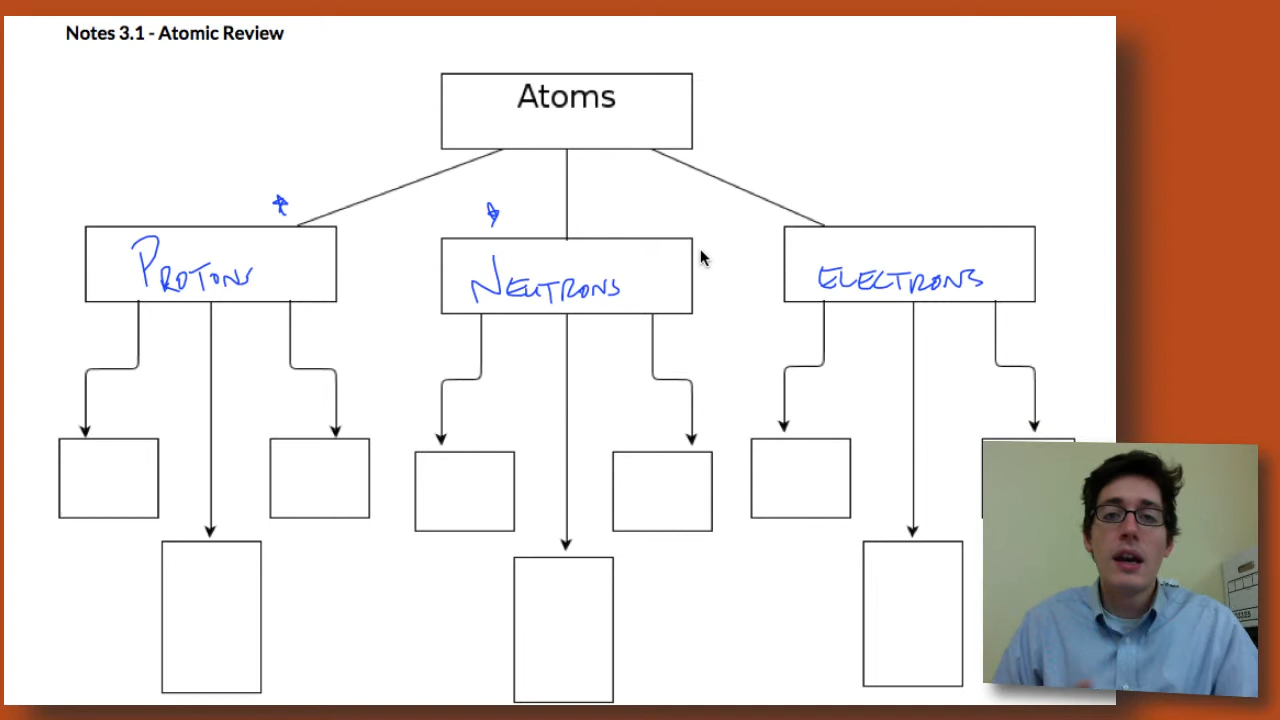 Notes 3.1 - Atomic Review
Atoms
PROTONS
NEUTRONS
ELECTRONS